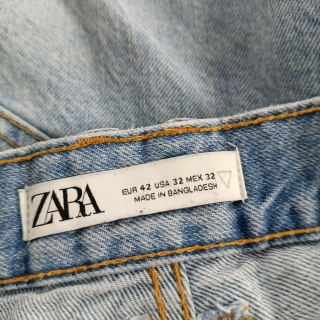 ZARA
EUR 42 USA 32 MEX 32
MADE IN BANGLADESH